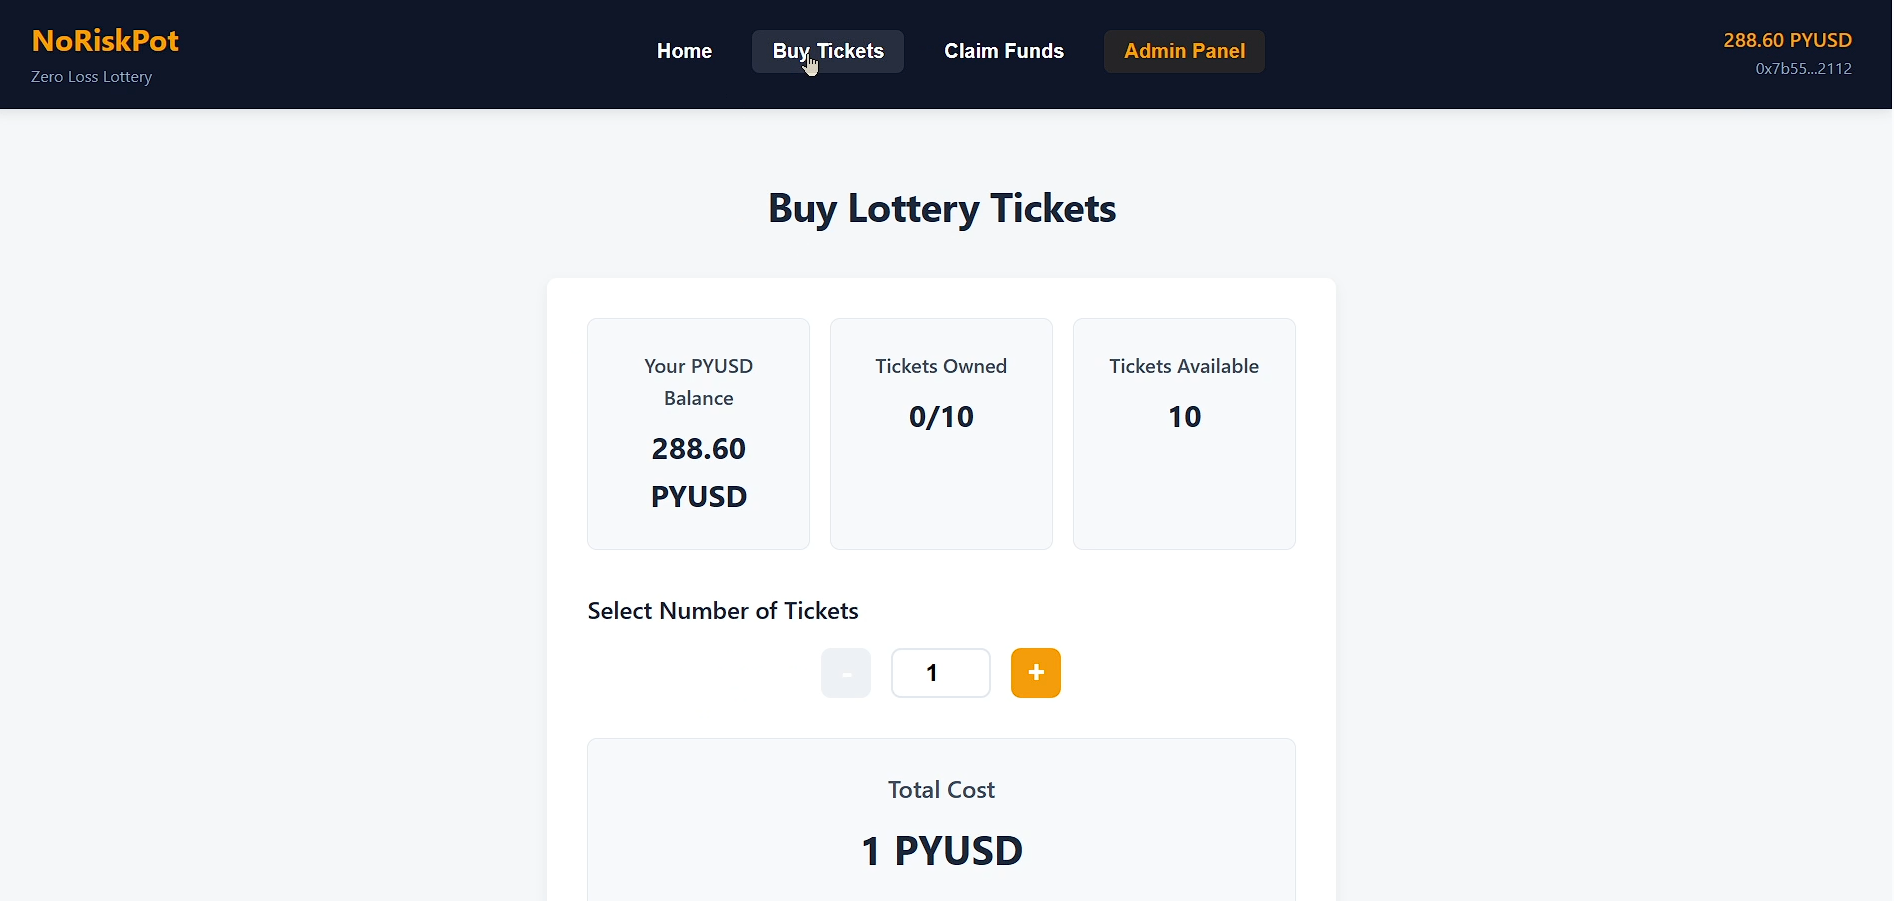 NoRiskPot
Zero Loss Lottery
Home
Buy Tickets
Claim Funds
Admin Panel
288.60 PYUSD
0x7b55...2112
Buy Lottery Tickets
Your PYUSD
Balance
288.60
PYUSD
Tickets Owned
0/10
Tickets Available
10
Select Number of Tickets
-
1
+
Total Cost
1 PYUSD